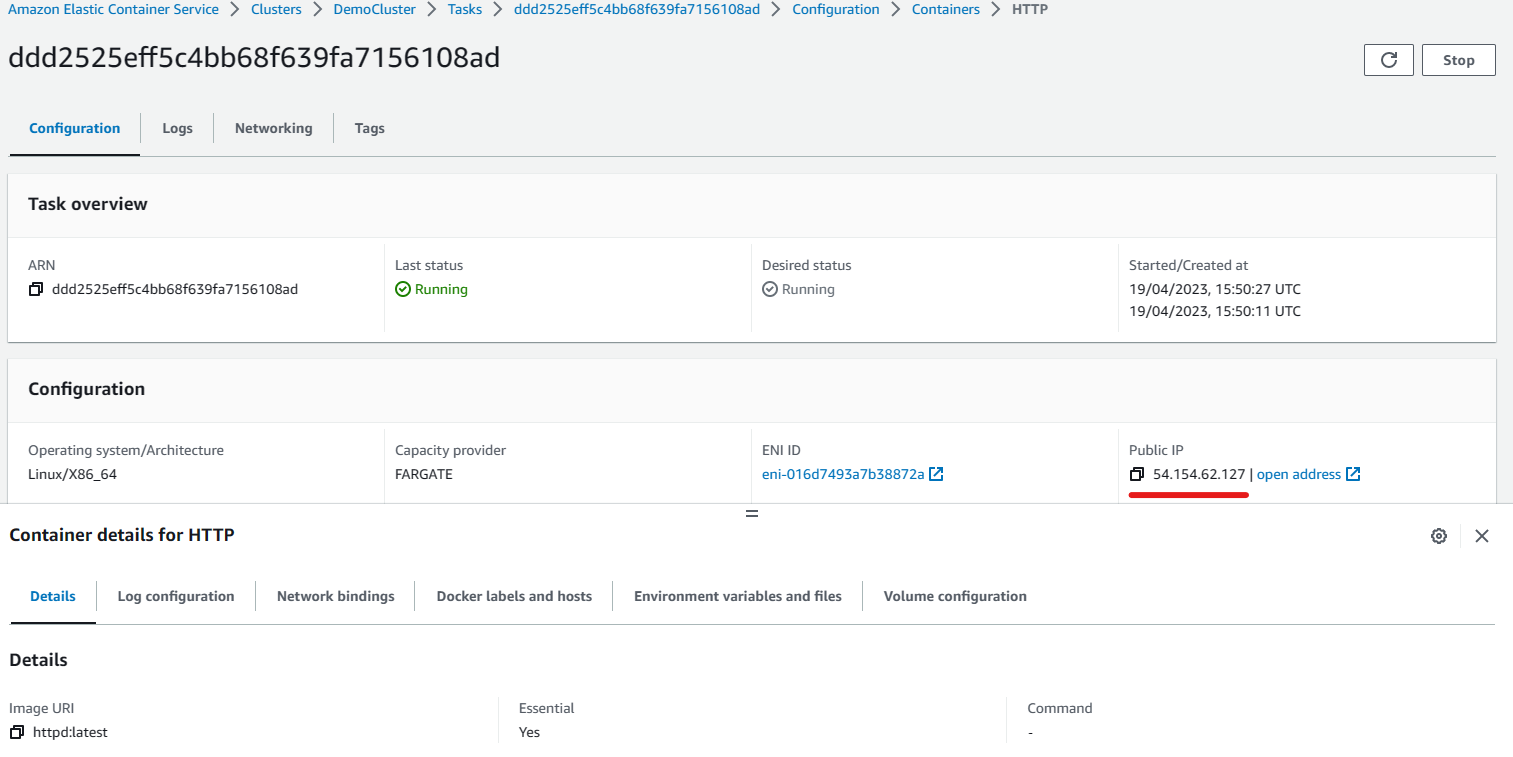 Amazon Elastic Container Service > Clusters > DemoCluster > Tasks > ddd2525eff5c4bb68f639fa7156108ad > Configuration > Containers > HTTP
ddd2525eff5c4bb68f639fa7156108ad
Stop
Configuration Logs Networking Tags
Task overview
ARN Last status Desired status Started/Created at
ddd2525eff5c4bb68f639fa7156108ad Running Running 19/04/2023, 15:50:27 UTC
19/04/2023, 15:50:11 UTC
Configuration
Operating system/Architecture Capacity provider ENI ID Public IP
Linux/X86_64 FARGATE eni-016d7493a7b38872a 54.154.62.127 | open address
Container details for HTTP
Details Log configuration Network bindings Docker labels and hosts Environment variables and files Volume configuration
Details
Image URI Essential Command
httpd:latest Yes -